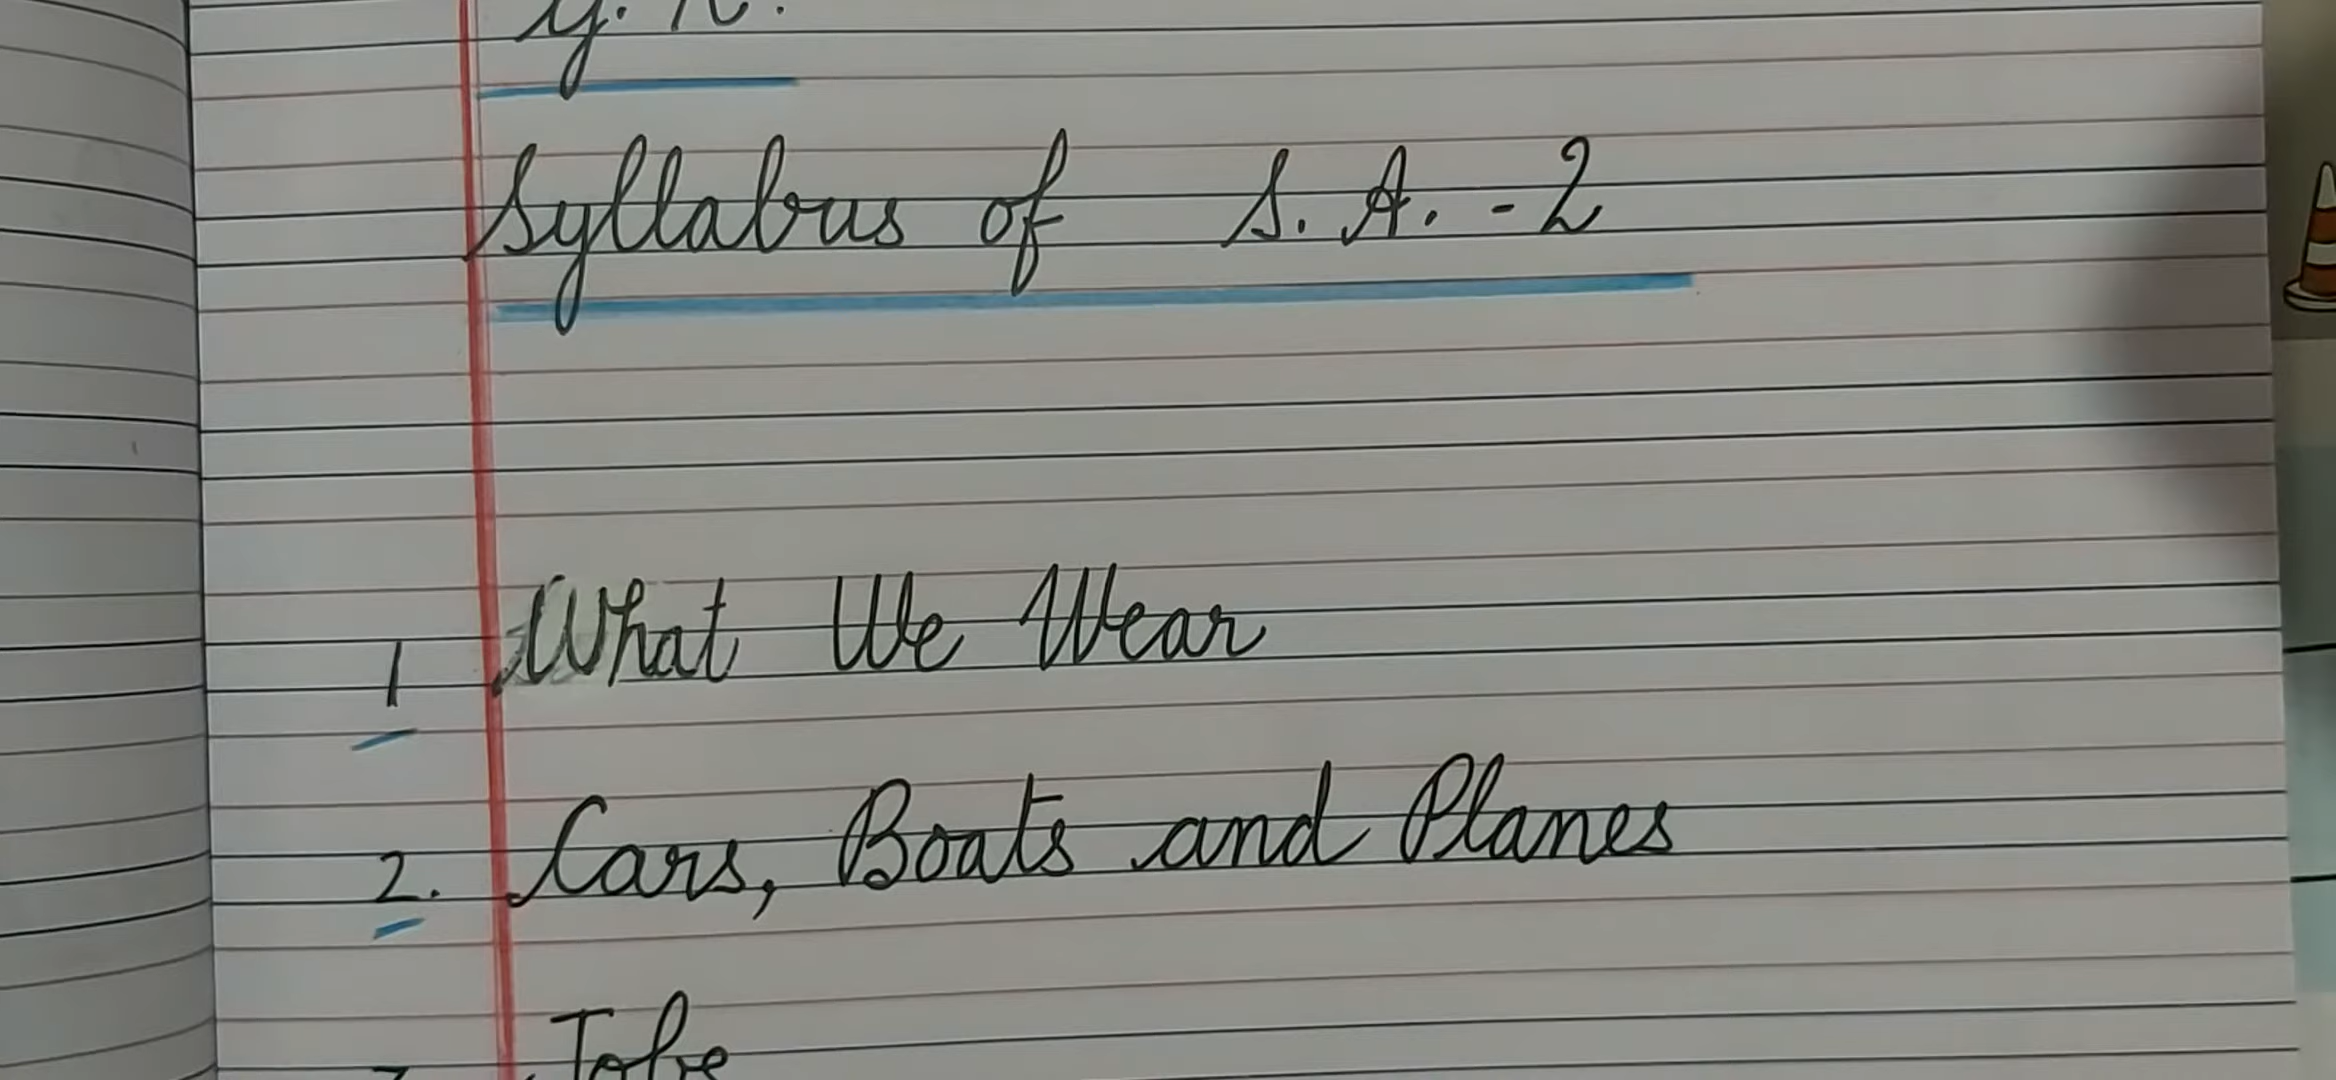 Syllabus of S.A.-2
1 What We Wear
2. Cars, Boats and Planes